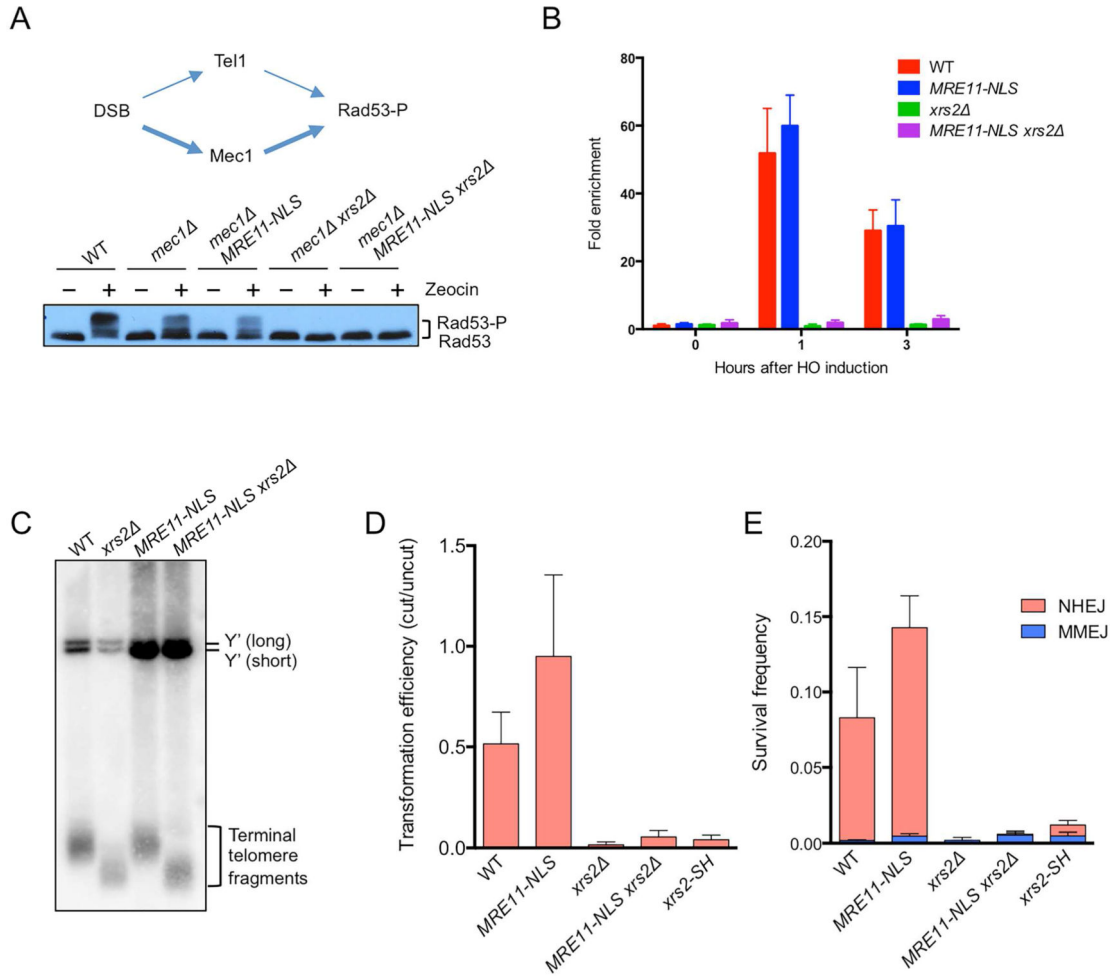 A
Tel1
DSB
Rad53-P
Mec1
WT
mec1Δ
mec1Δ
MRE11-NLS
mec1Δ xrs2Δ
mec1Δ
MRE11-NLS xrs2Δ
– + – + – + – + – + Zeocin
Rad53-P
Rad53
B
80
60
40
20
0
Fold enrichment
0 1 3
Hours after HO induction
WT
MRE11-NLS
xrs2Δ
MRE11-NLS xrs2Δ
C
WT
xrs2Δ
MRE11-NLS
MRE11-NLS xrs2Δ
Y' (long)
Y' (short)
Terminal
telomere
fragments
D
Transformation efficiency (cut/uncut)
1.5
1.0
0.5
0.0
WT
MRE11-NLS
xrs2Δ
MRE11-NLS xrs2Δ
xrs2-SH
E
Survival frequency
0.20
0.15
0.10
0.05
0.00
WT
MRE11-NLS
xrs2Δ
MRE11-NLS xrs2Δ
xrs2-SH
NHEJ
MMEJ